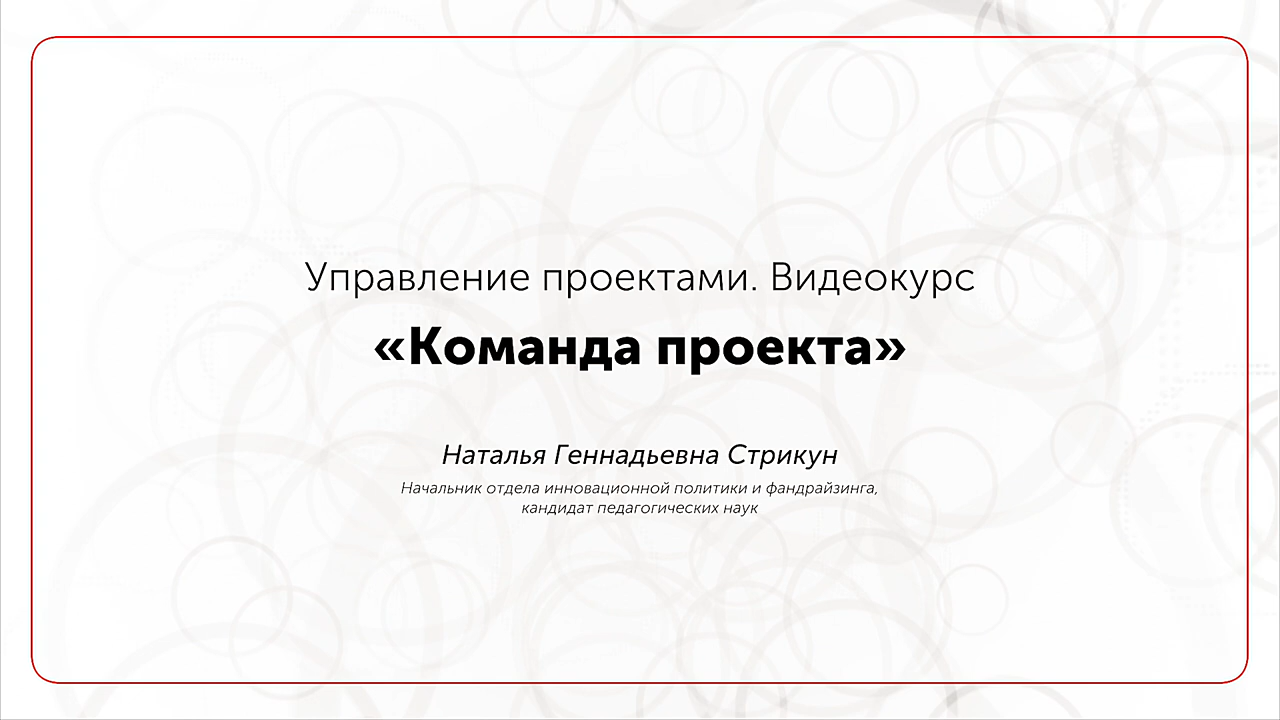 Управление проектами. Видеокурс
«Команда проекта»
Наталья Геннадьевна Стрикун
Начальник отдела инновационной политики и фандрайзинга,
кандидат педагогических наук